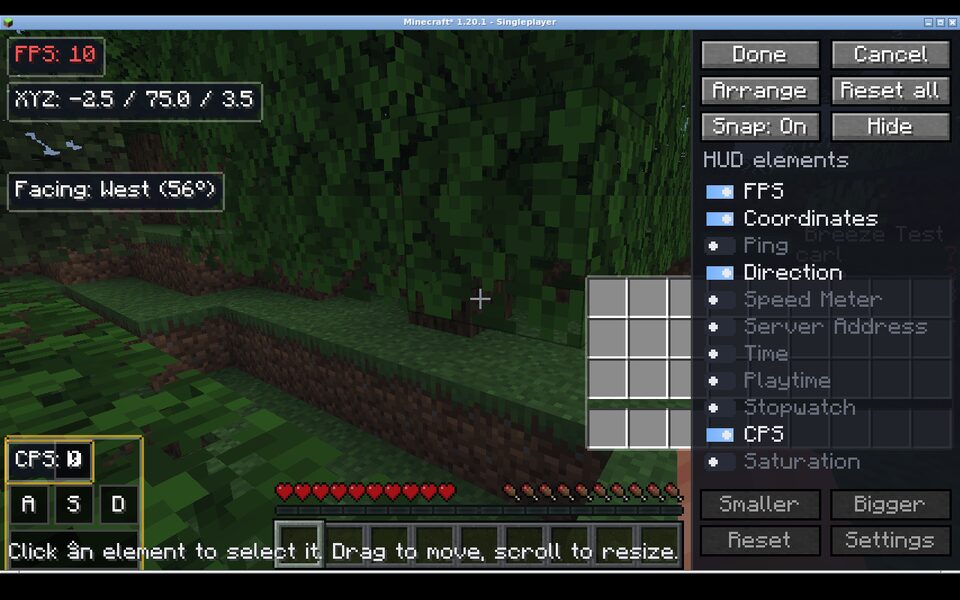 Minecraft* 1.20.1 - Singleplayer
FPS: 10
XYZ: -2.5 / 75.0 / 3.5
Facing: West (56°)
Done
Cancel
Arrange
Reset all
Snap: On
Hide
HUD elements
FPS
Coordinates
Ping
Breeze Test
carl
Direction
Speed Meter
Server Address
Time
Playtime
Stopwatch
CPS
Saturation
CPS: 0
A S D
Click an element to select it. Drag to move, scroll to resize.
Smaller
Bigger
Reset
Settings